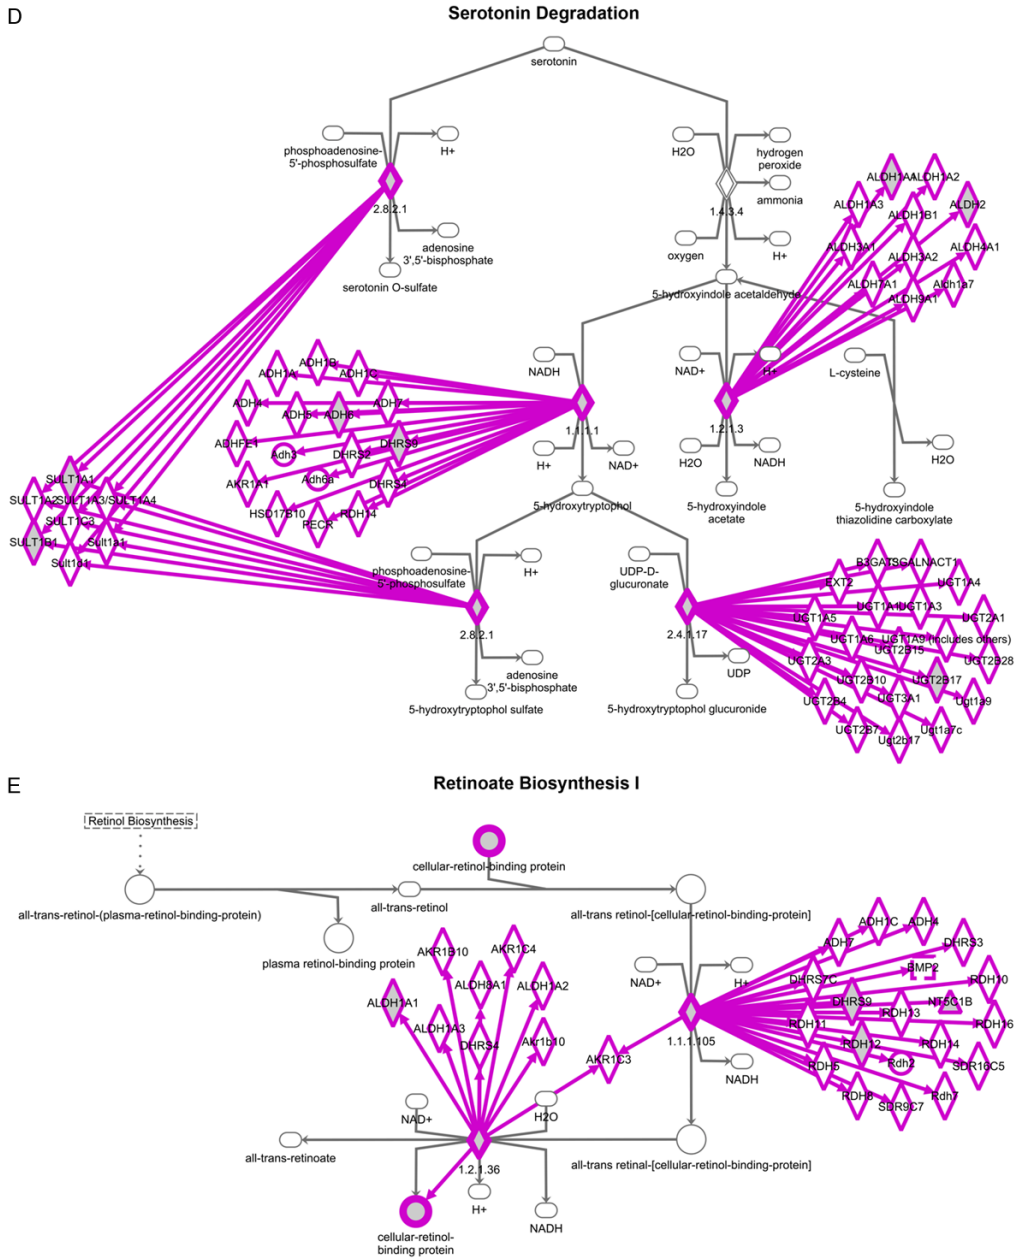 D
Serotonin Degradation
serotonin
phosphoadenosine-
5'-phosphosulfate
H+
2.8.2.1
adenosine
3',5'-bisphosphate
serotonin O-sulfate
H2O
hydrogen
peroxide
ammonia
1.4.3.4
oxygen
H+
5-hydroxyindole acetaldehyde
ALDH1A1
ALDH1A2
ALDH1A3
ALDH1B1
ALDH2
ALDH3A1
ALDH3A2
ALDH4A1
ALDH7A1
ALDH9A1
Aldh1a7
NADH
NAD+
H+
L-cysteine
1.1.1.1
1.2.1.3
H+
NAD+
H2O
NADH
H2O
ADH1A
ADH1B
ADH1C
ADH4
ADH5
ADH6
ADH7
ADHFE1
Adh3
DHRS2
DHRS9
AKR1A1
Adh6a
DHRS4
HSD17B10
PECR
RDH14
SULT1A1
SULT1A2
SULT1A3/SULT1A4
SULT1C3
SULT1B1
Sult1a1
Sult1d1
5-hydroxytryptophol
5-hydroxyindole
acetate
5-hydroxyindole
thiazolidine carboxylate
phosphoadenosine-
5'-phosphosulfate
H+
UDP-D-
glucuronate
2.8.2.1
2.4.1.17
adenosine
3',5'-bisphosphate
UDP
5-hydroxytryptophol sulfate
5-hydroxytryptophol glucuronide
B3GAT3
CSGALNACT1
EXT2
UGT1A4
UGT1A1
UGT1A3
UGT1A5
UGT2A1
UGT1A6
UGT1A9 (includes others)
UGT2B15
UGT2A3
UGT2B28
UGT2B10
UGT2B17
UGT2B4
UGT3A1
Ugt1a9
UGT2B7
Ugt2b17
Ugt1a7c
E
Retinoate Biosynthesis I
Retinol Biosynthesis
cellular-retinol-binding protein
all-trans-retinol-(plasma-retinol-binding-protein)
all-trans-retinol
all-trans retinol-[cellular-retinol-binding-protein]
plasma retinol-binding protein
AKR1B10
AKR1C4
ALDH8A1
ALDH1A2
ALDH1A1
ALDH1A3
DHRS4
Akr1b10
AKR1C3
NAD+
H+
1.1.1.105
NADH
ADH1C
ADH4
ADH7
DHRS3
BMP2
DHRS7C
RDH10
DHRS9
NT5C1B
RDH13
RDH11
RDH16
RDH12
RDH14
RDH5
Rdh2
SDR16C5
RDH8
SDR9C7
Rdh7
NAD+
H2O
all-trans-retinoate
1.2.1.36
all-trans retinal-[cellular-retinol-binding-protein]
H+
NADH
cellular-retinol-
binding protein